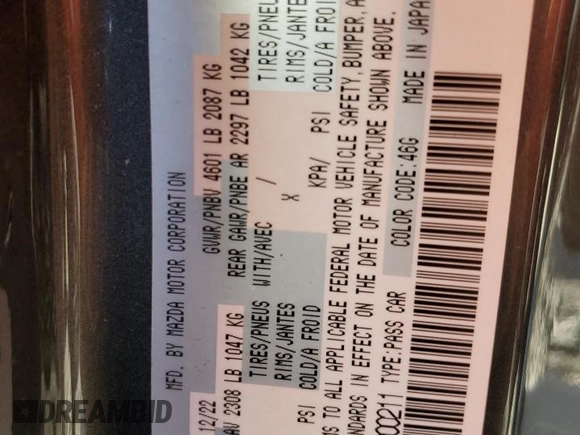 MFD. BY MAZDA MOTOR CORPORATION
12/22 GVWR/PNBV 4601 LB 2087 KG
2308 LB 1047 KG REAR GAWR/PNBE AR 2297 LB 1042 KG
TIRES/PNEUS WITH/AVEC / TIRES/PNEU
RIMS/JANTES X RIMS/JANTES
PSI COLD/A FROID KPA/ PSI COLD/A FROID
TO ALL APPLICABLE FEDERAL MOTOR VEHICLE SAFETY, BUMPER, A
IN EFFECT ON THE DATE OF MANUFACTURE SHOWN ABOVE.
00211 TYPE:PASS CAR COLOR CODE:46G MADE IN JAPA
DREAMBID